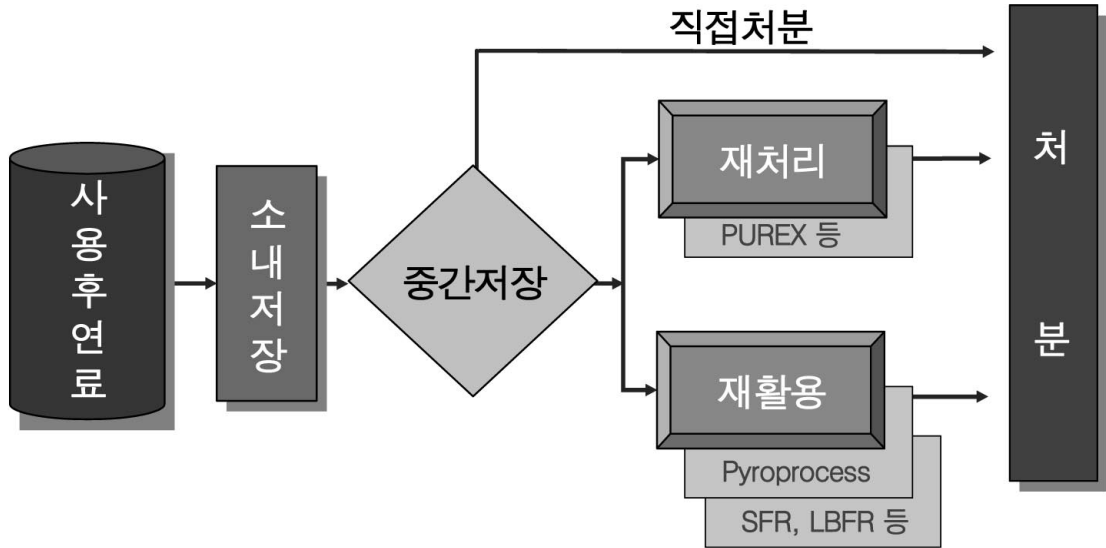 사용후연료
소내저장
중간저장
직접처분
재처리
PUREX 등
재활용
Pyroprocess
SFR, LBFR 등
처분